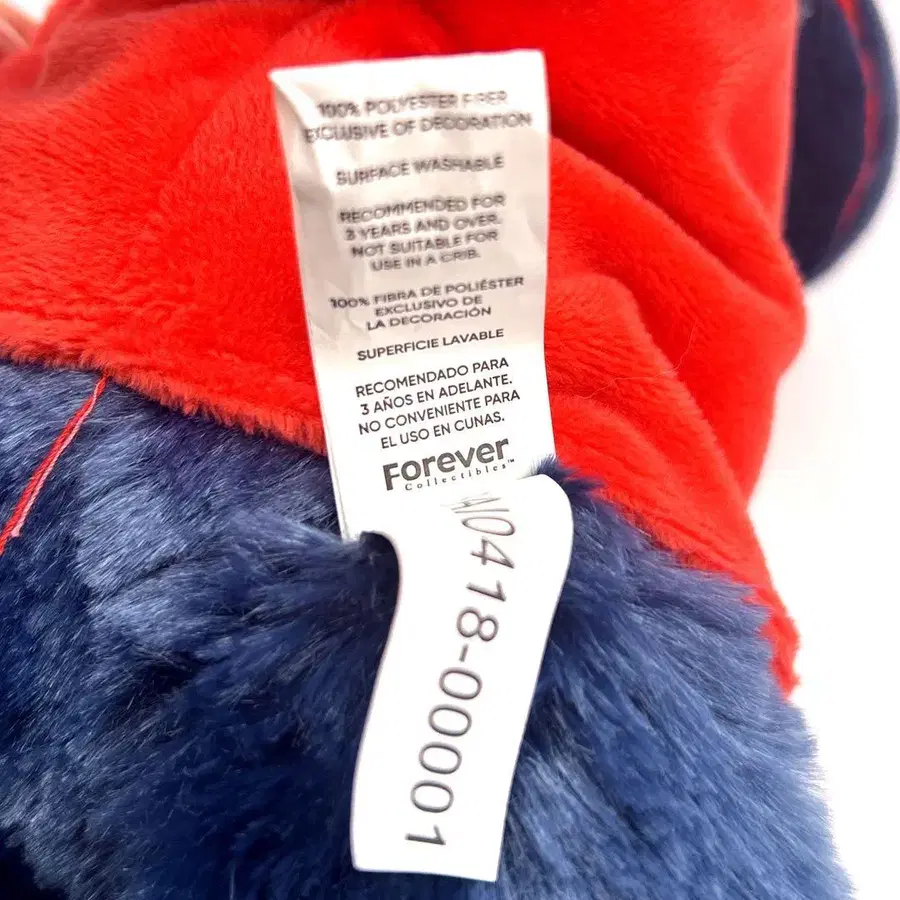 100% POLYESTER FIBER
EXCLUSIVE OF DECORATION
SURFACE WASHABLE
RECOMMENDED FOR
3 YEARS AND OVER.
NOT SUITABLE FOR
USE IN A CRIB.
100% FIBRA DE POLIÉSTER
EXCLUSIVO DE
LA DECORACIÓN
SUPERFICIE LAVABLE
RECOMENDADO PARA
3 AÑOS EN ADELANTE.
NO CONVENIENTE PARA
EL USO EN CUNAS.
Forever
Collectibles™
/0418-00001